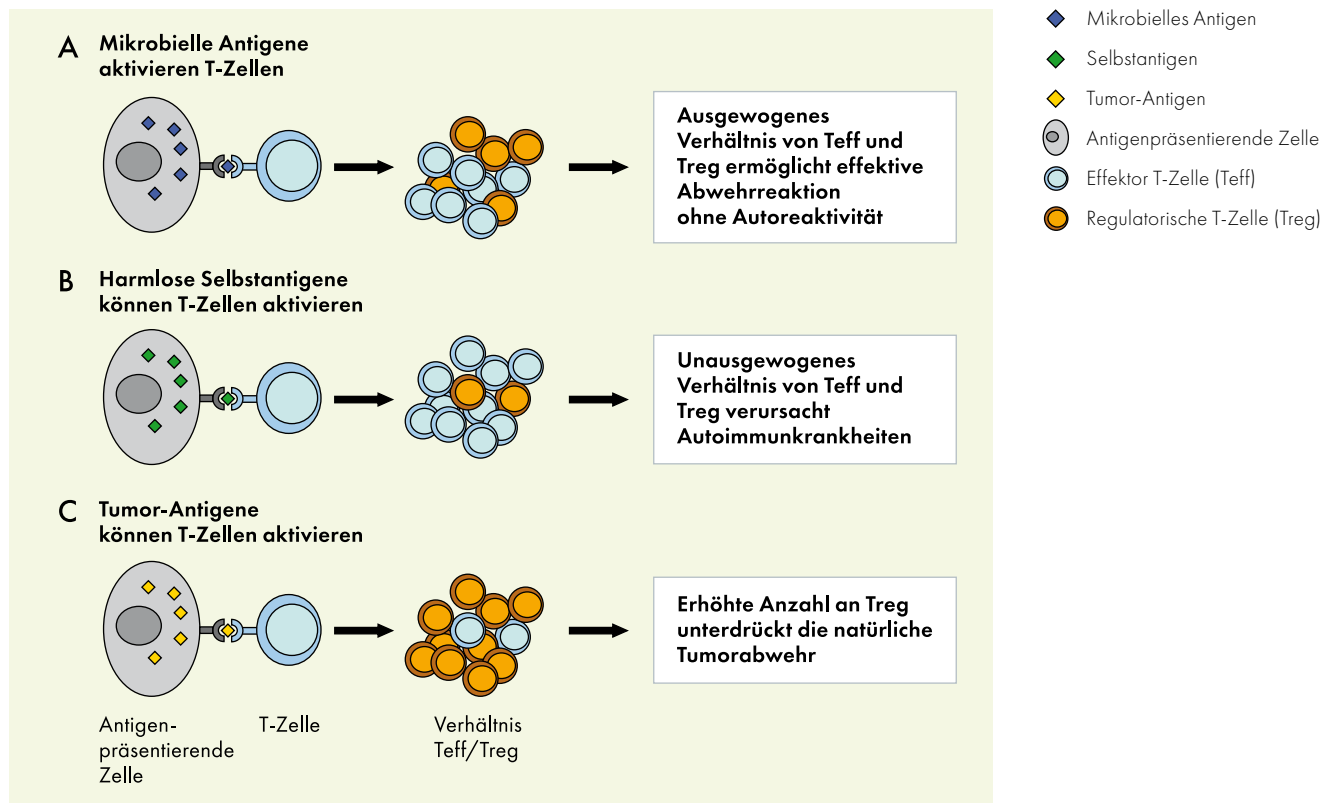 A
Mikrobielle Antigene
aktivieren T-Zellen
Ausgewogenes
Verhältnis von Teff und
Treg ermöglicht effektive
Abwehrreaktion
ohne Autoreaktivität
B
Harmlose Selbstantigene
können T-Zellen aktivieren
Unausgewogenes
Verhältnis von Teff und
Treg verursacht
Autoimmunkrankheiten
C
Tumor-Antigene
können T-Zellen aktivieren
Erhöhte Anzahl an Treg
unterdrückt die natürliche
Tumorabwehr
Antigen-
präsentierende
Zelle
T-Zelle
Verhältnis
Teff/Treg
Mikrobielles Antigen
Selbstantigen
Tumor-Antigen
Antigenpräsentierende Zelle
Effektor T-Zelle (Teff)
Regulatorische T-Zelle (Treg)